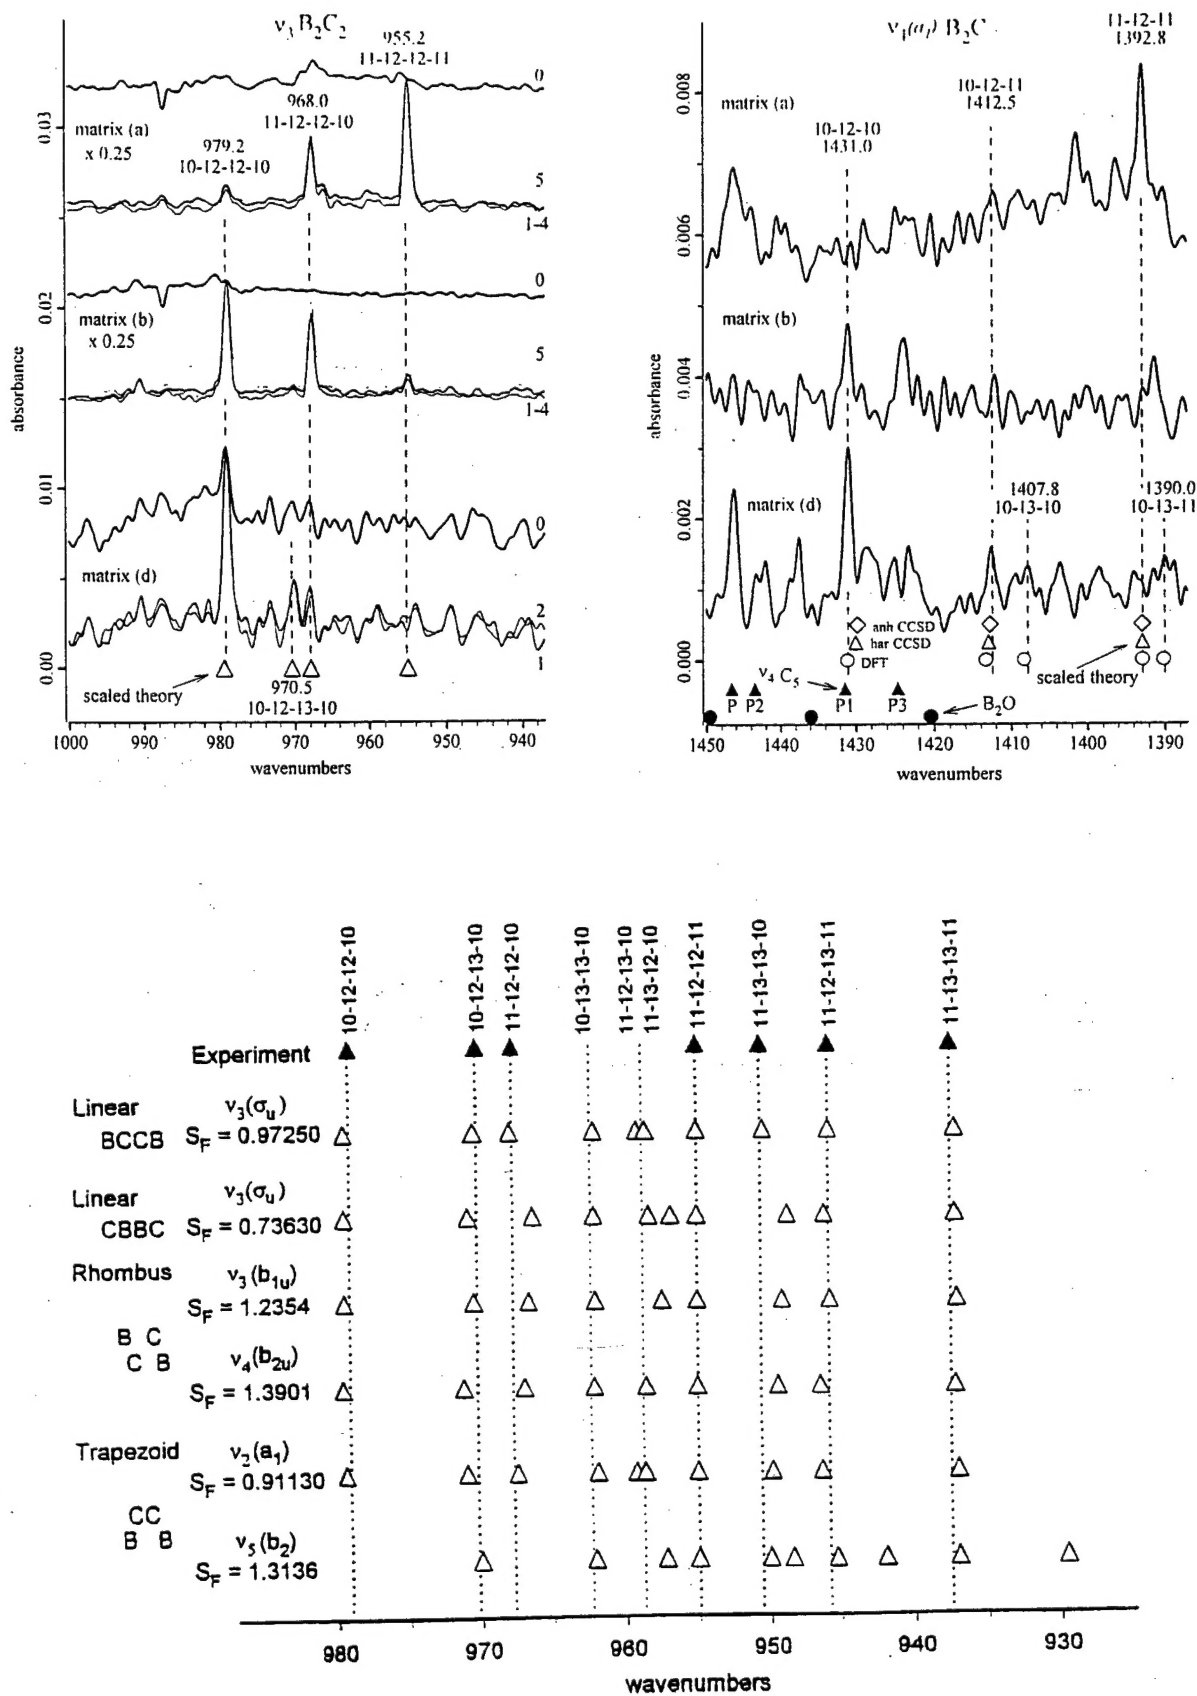 ν₃ B₂C₂
955.2
11-12-12-11
968.0
11-12-12-10
979.2
10-12-12-10
matrix (a)
x 0.25
0
5
1-4
matrix (b)
x 0.25
0
5
1-4
matrix (d)
0
2
1
scaled theory
970.5
10-12-13-10
absorbance
0.03
0.02
0.01
0.00
1000 990 980 970 960 950 940
wavenumbers
ν₁(a₁) B₂C
11-12-11
1392.8
10-12-11
1412.5
10-12-10
1431.0
matrix (a)
matrix (b)
matrix (d)
1407.8
10-13-10
1390.0
10-13-11
anh CCSD
har CCSD
DFT
scaled theory
ν₄ C₅
P P2 P1 P3
B₂O
absorbance
0.008
0.006
0.004
0.002
0.000
1450 1440 1430 1420 1410 1400 1390
wavenumbers
10-12-12-10
10-12-13-10
11-12-12-10
10-13-13-10
11-12-13-10
11-13-12-10
11-12-12-11
11-13-13-10
11-12-13-11
11-13-13-11
Experiment
Linear ν₃(σᵤ)
BCCB S_F = 0.97250
Linear ν₃(σᵤ)
CBBC S_F = 0.73630
Rhombus ν₃(b₁ᵤ)
S_F = 1.2354
B C
C B
ν₄(b₂ᵤ)
S_F = 1.3901
Trapezoid ν₂(a₁)
S_F = 0.91130
CC
B B
ν₅(b₂)
S_F = 1.3136
980 970 960 950 940 930
wavenumbers